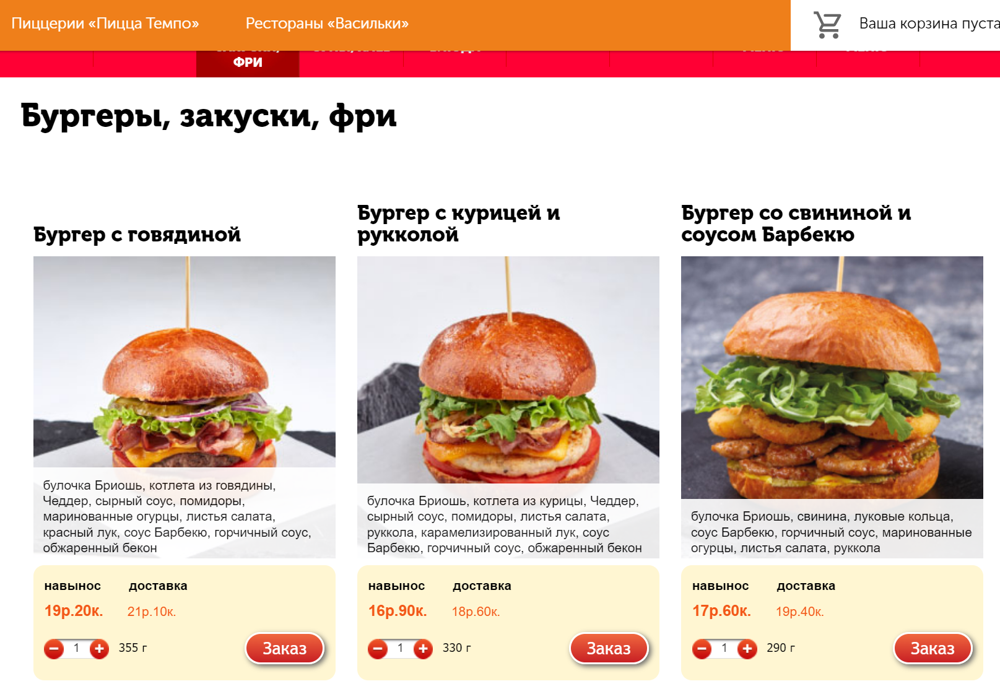 Пиццерии «Пицца Темпо» Рестораны «Васильки» Ваша корзина пуста
ФРИ
Бургеры, закуски, фри
Бургер с говядиной
булочка Бриошь, котлета из говядины,
Чеддер, сырный соус, помидоры,
маринованные огурцы, листья салата,
красный лук, соус Барбекю, горчичный соус,
обжаренный бекон
навынос доставка
19р.20к. 21р.10к.
1 355 г Заказ
Бургер с курицей и
рукколой
булочка Бриошь, котлета из курицы, Чеддер,
сырный соус, помидоры, листья салата,
руккола, карамелизированный лук, соус
Барбекю, горчичный соус, обжаренный бекон
навынос доставка
16р.90к. 18р.60к.
1 330 г Заказ
Бургер со свининой и
соусом Барбекю
булочка Бриошь, свинина, луковые кольца,
соус Барбекю, горчичный соус, маринованные
огурцы, листья салата, руккола
навынос доставка
17р.60к. 19р.40к.
1 290 г Заказ